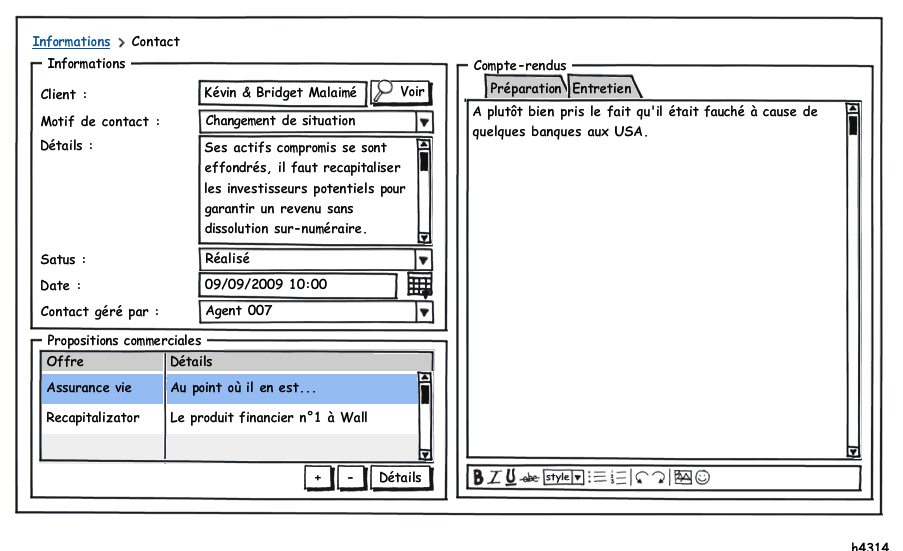 Informations > Contact
Informations
Client :
Kévin & Bridget Malaimé
Voir
Motif de contact :
Changement de situation
Détails :
Ses actifs compromis se sont
effondrés, il faut recapitaliser
les investisseurs potentiels pour
garantir un revenu sans
dissolution sur-numéraire.
Satus :
Réalisé
Date :
09/09/2009 10:00
Contact géré par :
Agent 007
Propositions commerciales
Offre Détails
Assurance vie Au point où il en est...
Recapitalizator Le produit financier n°1 à Wall
+ - Détails
Compte-rendus
Préparation Entretien
A plutôt bien pris le fait qu'il était fauché à cause de
quelques banques aux USA.
B I U abc style
h4314